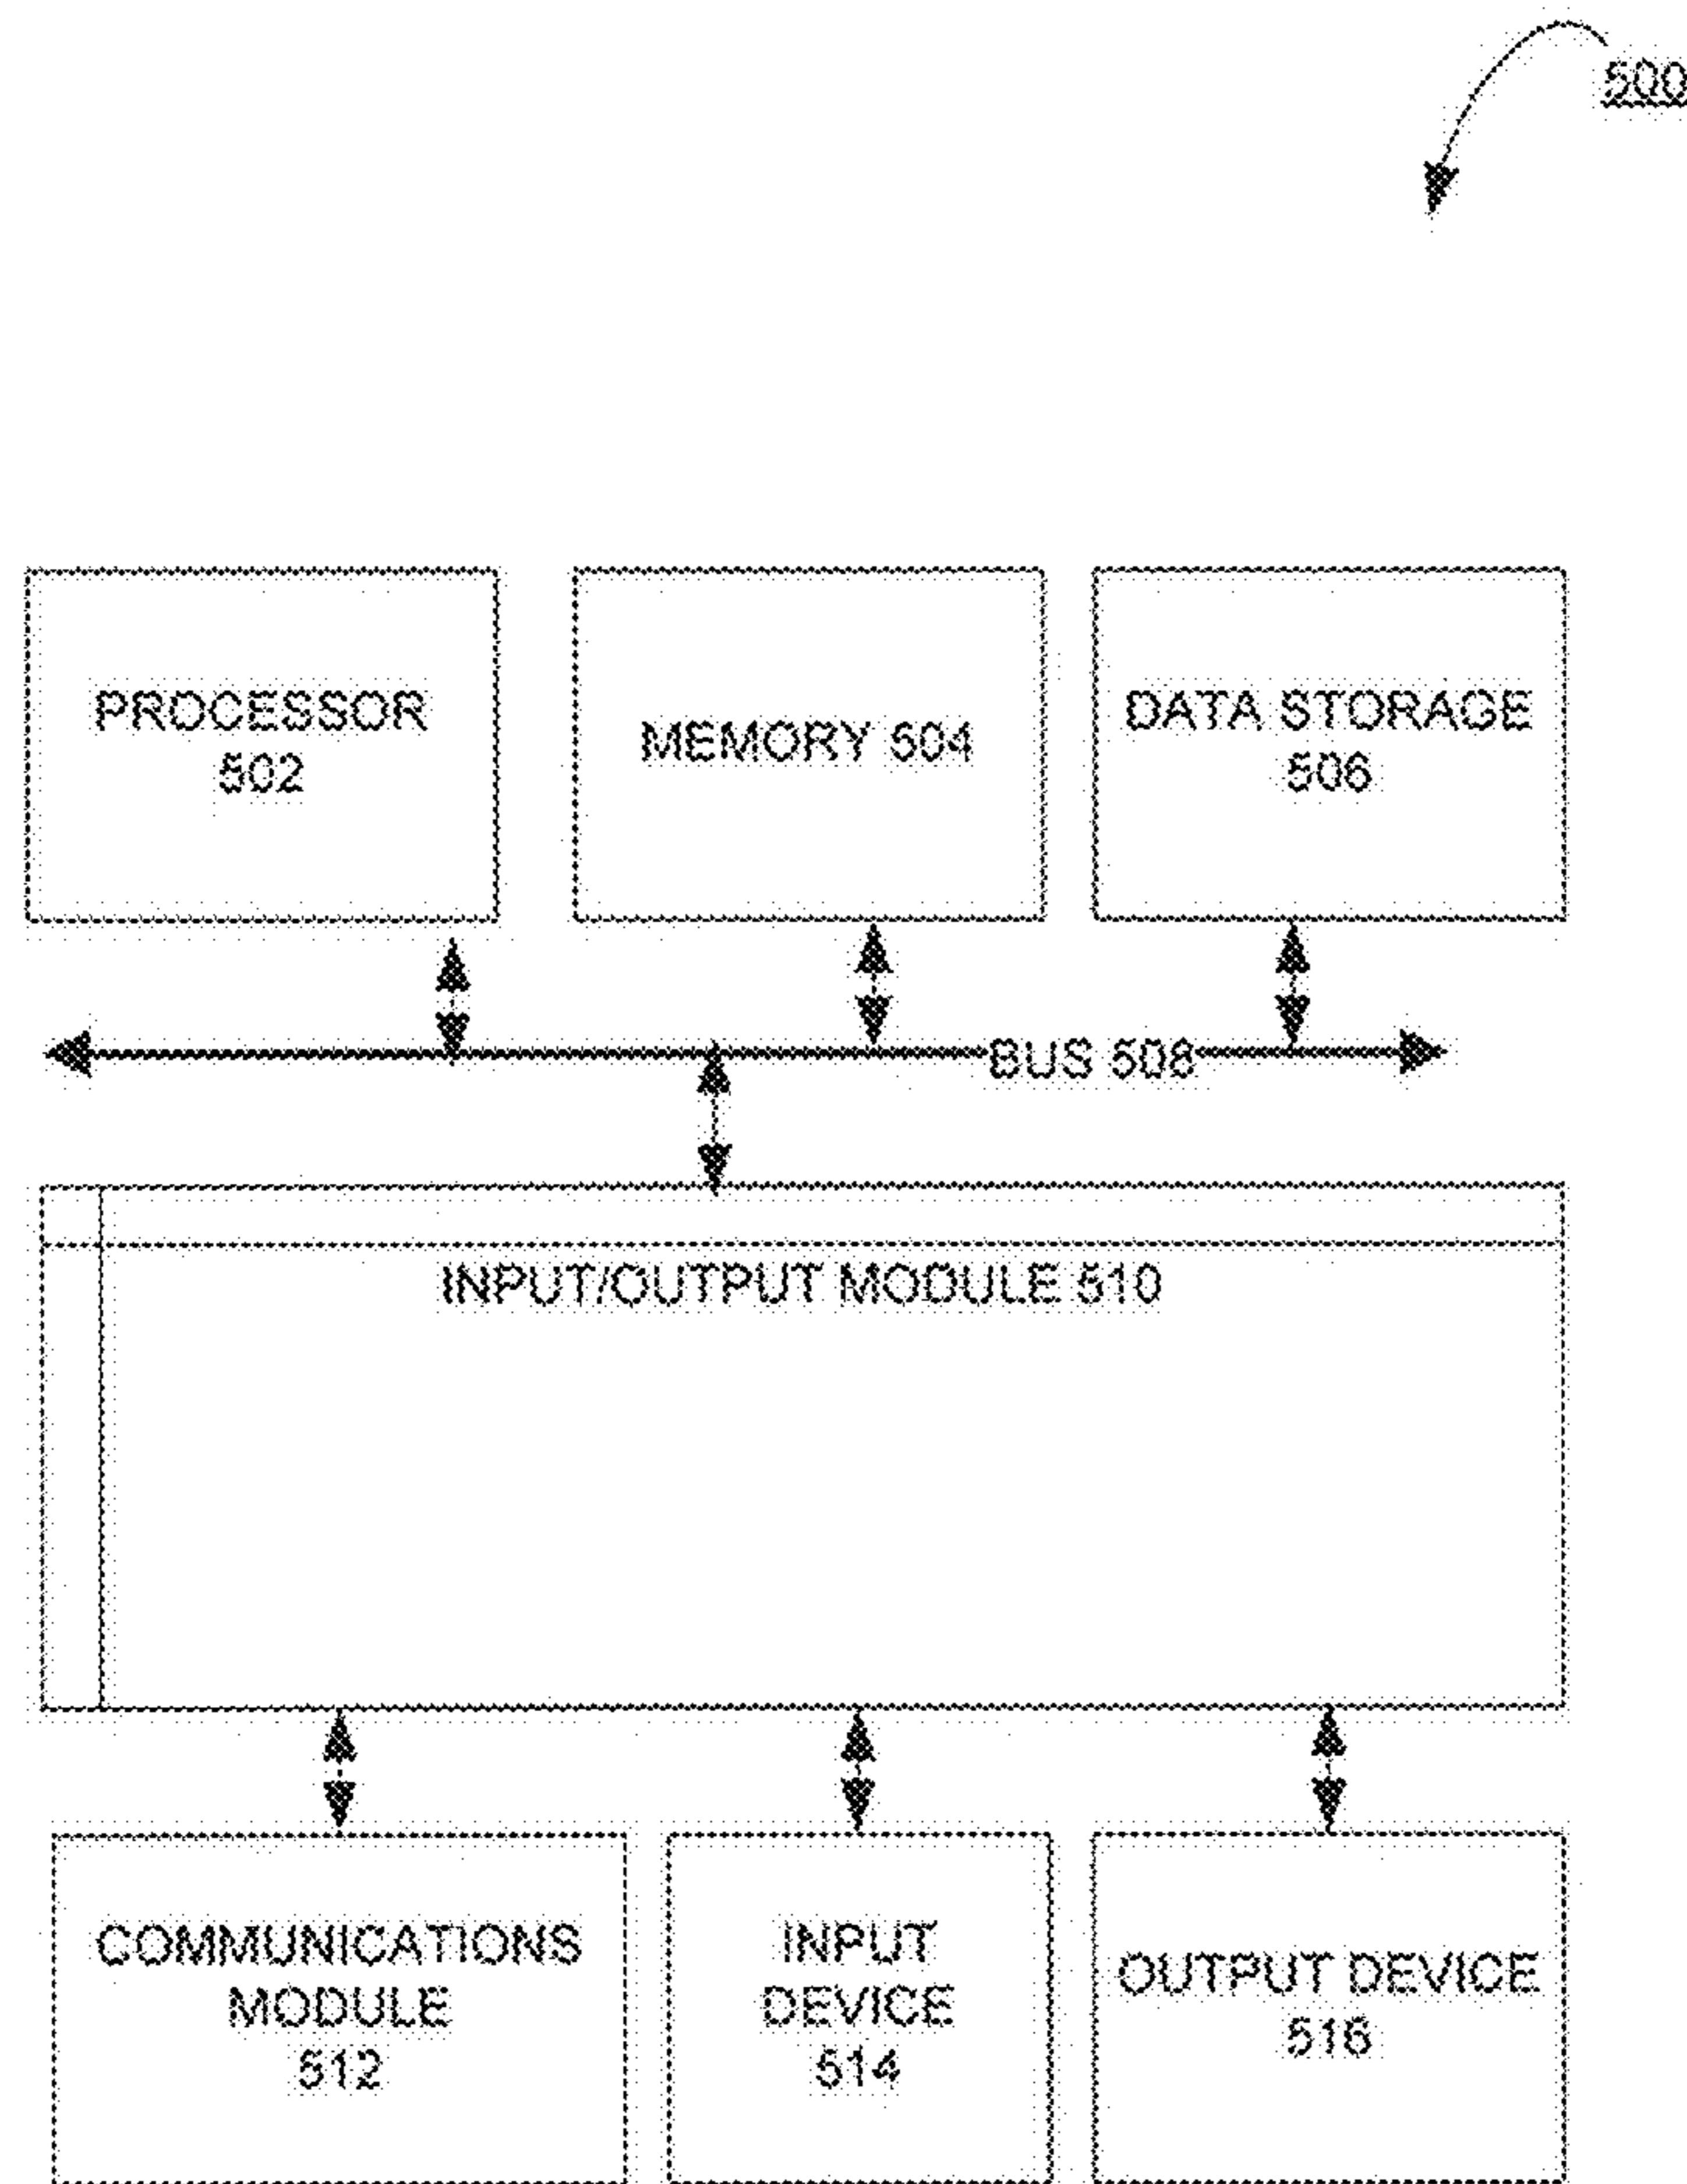 500
PROCESSOR
502
MEMORY 504
DATA STORAGE
506
BUS 508
INPUT/OUTPUT MODULE 510
COMMUNICATIONS
MODULE
512
INPUT
DEVICE
514
OUTPUT DEVICE
516